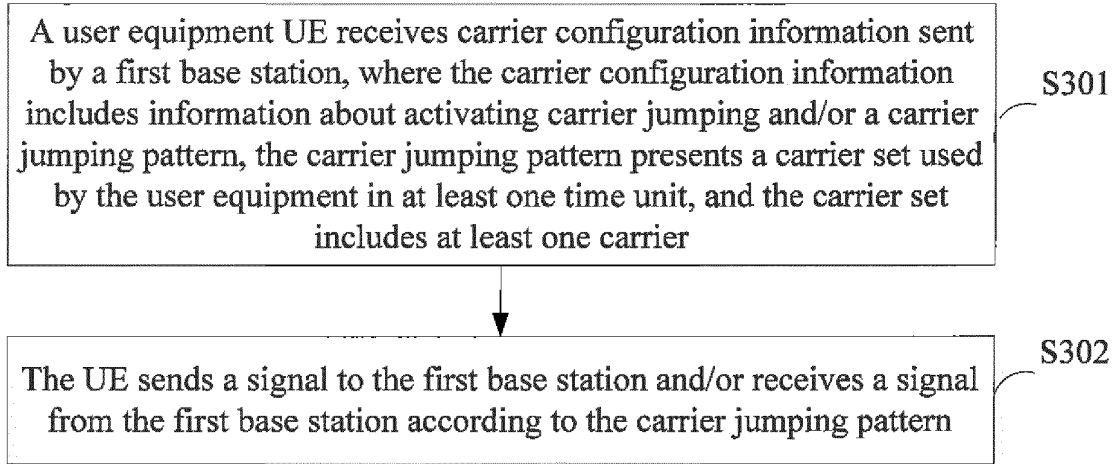 A user equipment UE receives carrier configuration information sent
by a first base station, where the carrier configuration information
includes information about activating carrier jumping and/or a carrier
jumping pattern, the carrier jumping pattern presents a carrier set used
by the user equipment in at least one time unit, and the carrier set
includes at least one carrier
S301
The UE sends a signal to the first base station and/or receives a signal
from the first base station according to the carrier jumping pattern
S302